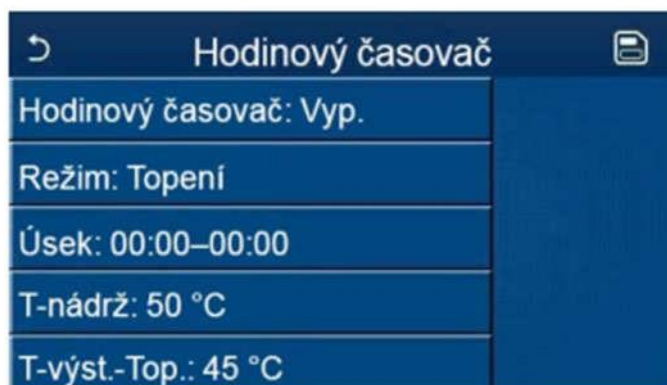 Hodinový časovač
Hodinový časovač: Vyp.
Režim: Topení
Úsek: 00:00–00:00
T-nádrž: 50 °C
T-výst.-Top.: 45 °C